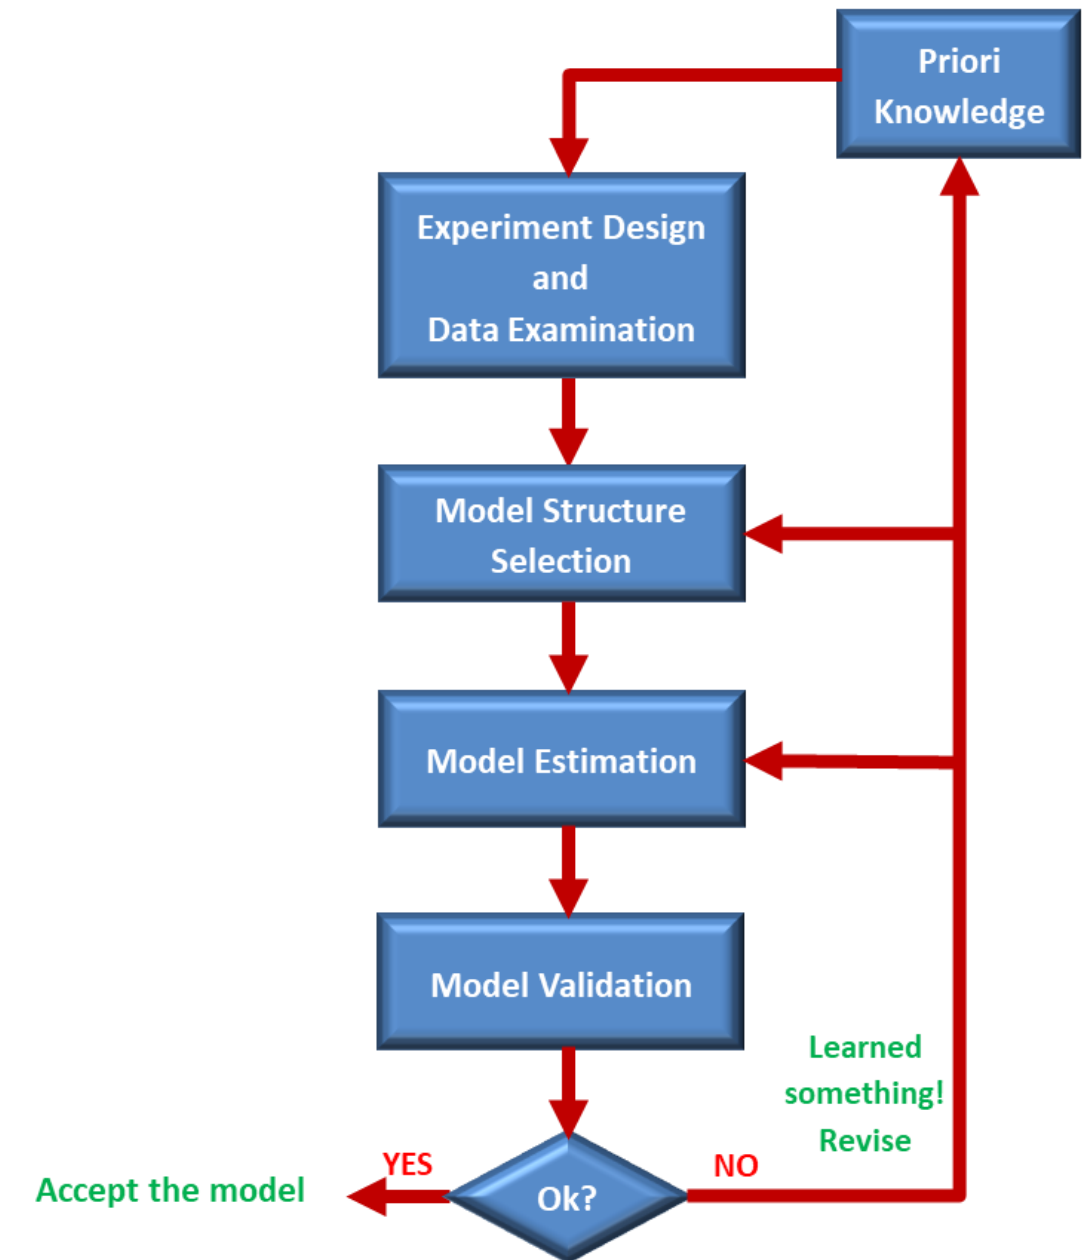 Priori
Knowledge
Experiment Design
and
Data Examination
Model Structure
Selection
Model Estimation
Model Validation
Learned
something!
Revise
YES
NO
Accept the model
Ok?